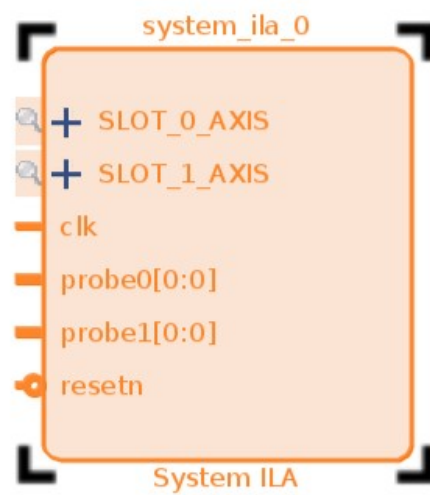 system_ila_0
SLOT_0_AXIS
SLOT_1_AXIS
clk
probe0[0:0]
probe1[0:0]
resetn
System ILA